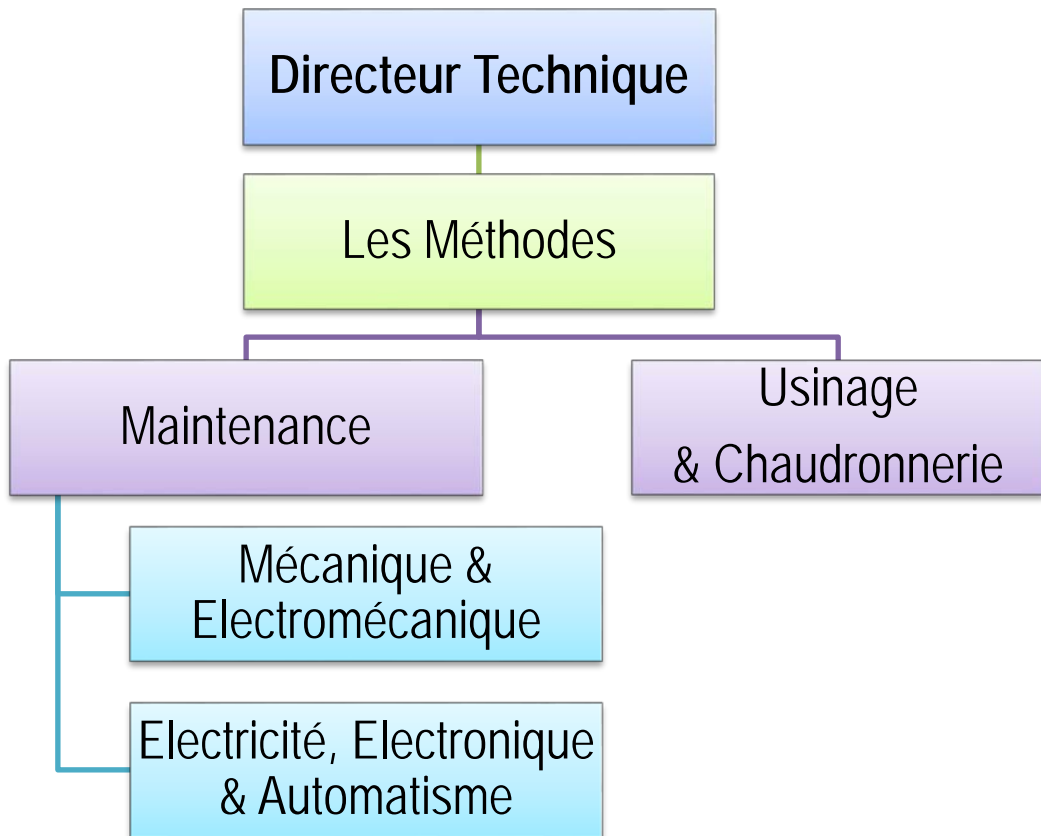 Directeur Technique
Les Méthodes
Maintenance
Usinage
& Chaudronnerie
Mécanique &
Electromécanique
Electricité, Electronique
& Automatisme